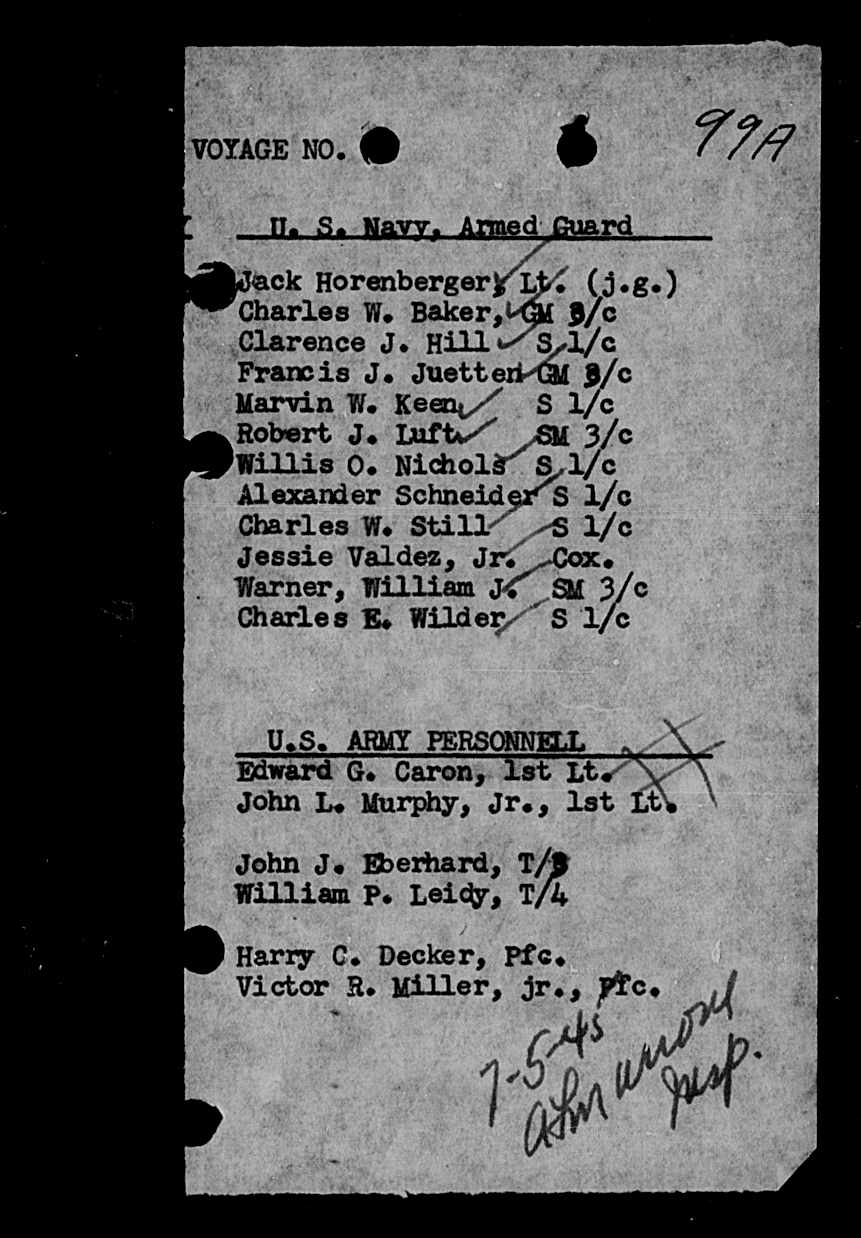 99A
VOYAGE NO.
U. S. Navy, Armed Guard
Jack Horenberger, Lt. (j.g.)
Charles W. Baker, GM 3/c
Clarence J. Hill S 1/c
Francis J. Juetten GM 3/c
Marvin W. Keen, S 1/c
Robert J. Luft SM 3/c
Willis O. Nichols S 1/c
Alexander Schneider S 1/c
Charles W. Still S 1/c
Jessie Valdez, Jr. Cox.
Warner, William J. SM 3/c
Charles E. Wilder S 1/c
U.S. ARMY PERSONNELL
Edward G. Caron, 1st Lt.
John L. Murphy, Jr., 1st Lt.
John J. Eberhard, T/3
William P. Leidy, T/4
Harry C. Decker, Pfc.
Victor R. Miller, jr., Pfc.
7-5-45
Insp.